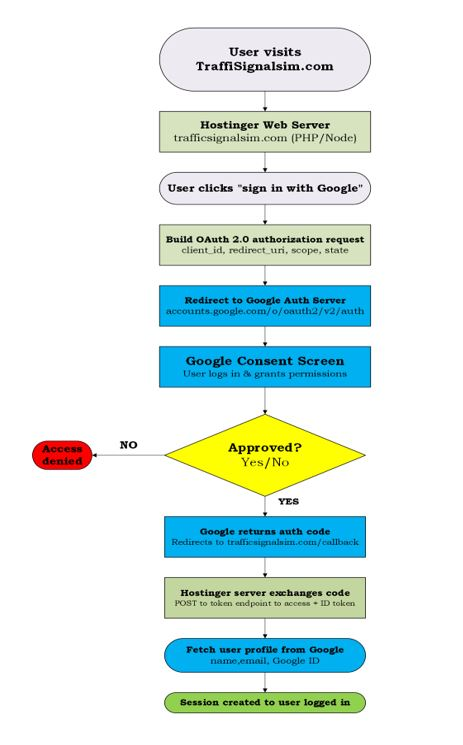 User visits
TraffiSignalsim.com
Hostinger Web Server
trafficsignalsim.com (PHP/Node)
User clicks "sign in with Google"
Build OAuth 2.0 authorization request
client_id, redirect_uri, scope, state
Redirect to Google Auth Server
accounts.google.com/o/oauth2/v2/auth
Google Consent Screen
User logs in & grants permissions
Approved?
Yes/No
NO
Access
denied
YES
Google returns auth code
Redirects to trafficsignalsim.com/callback
Hostinger server exchanges code
POST to token endpoint to access + ID token
Fetch user profile from Google
name,email, Google ID
Session created to user logged in